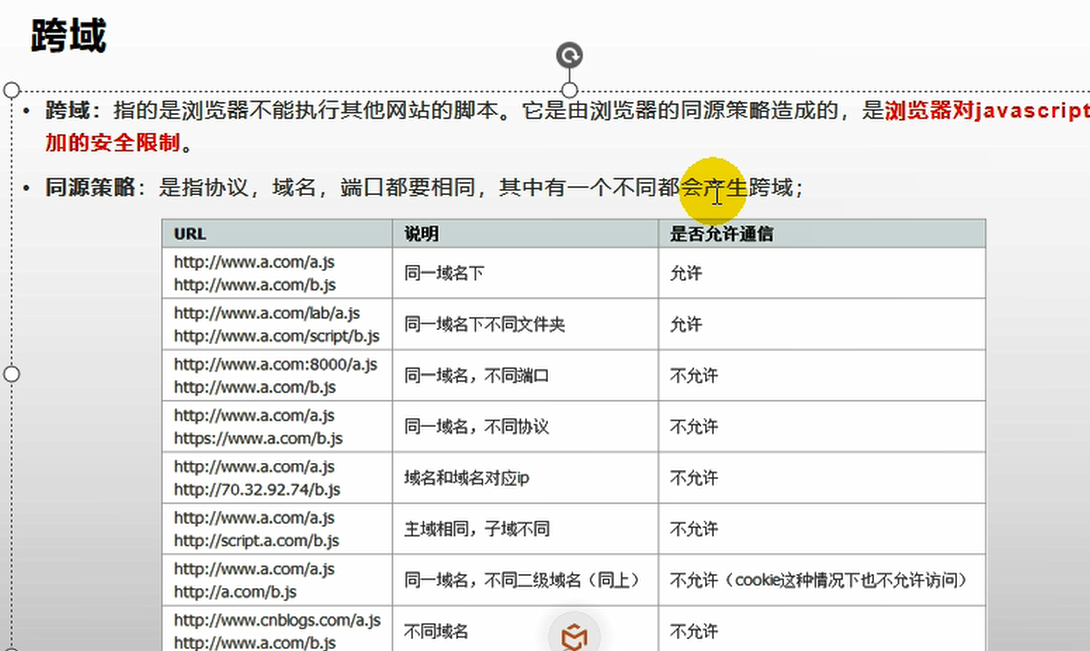 跨域
• 跨域：指的是浏览器不能执行其他网站的脚本。它是由浏览器的同源策略造成的，是浏览器对javascript
加的安全限制。
• 同源策略：是指协议，域名，端口都要相同，其中有一个不同都会产生跨域；
URL 说明 是否允许通信
http://www.a.com/a.js
http://www.a.com/b.js
同一域名下
允许
http://www.a.com/lab/a.js
http://www.a.com/script/b.js
同一域名下不同文件夹
允许
http://www.a.com:8000/a.js
http://www.a.com/b.js
同一域名，不同端口
不允许
http://www.a.com/a.js
https://www.a.com/b.js
同一域名，不同协议
不允许
http://www.a.com/a.js
http://70.32.92.74/b.js
域名和域名对应ip
不允许
http://www.a.com/a.js
http://script.a.com/b.js
主域相同，子域不同
不允许
http://www.a.com/a.js
http://a.com/b.js
同一域名，不同二级域名（同上）
不允许（cookie这种情况下也不允许访问）
http://www.cnblogs.com/a.js
http://www.a.com/b.js
不同域名
不允许